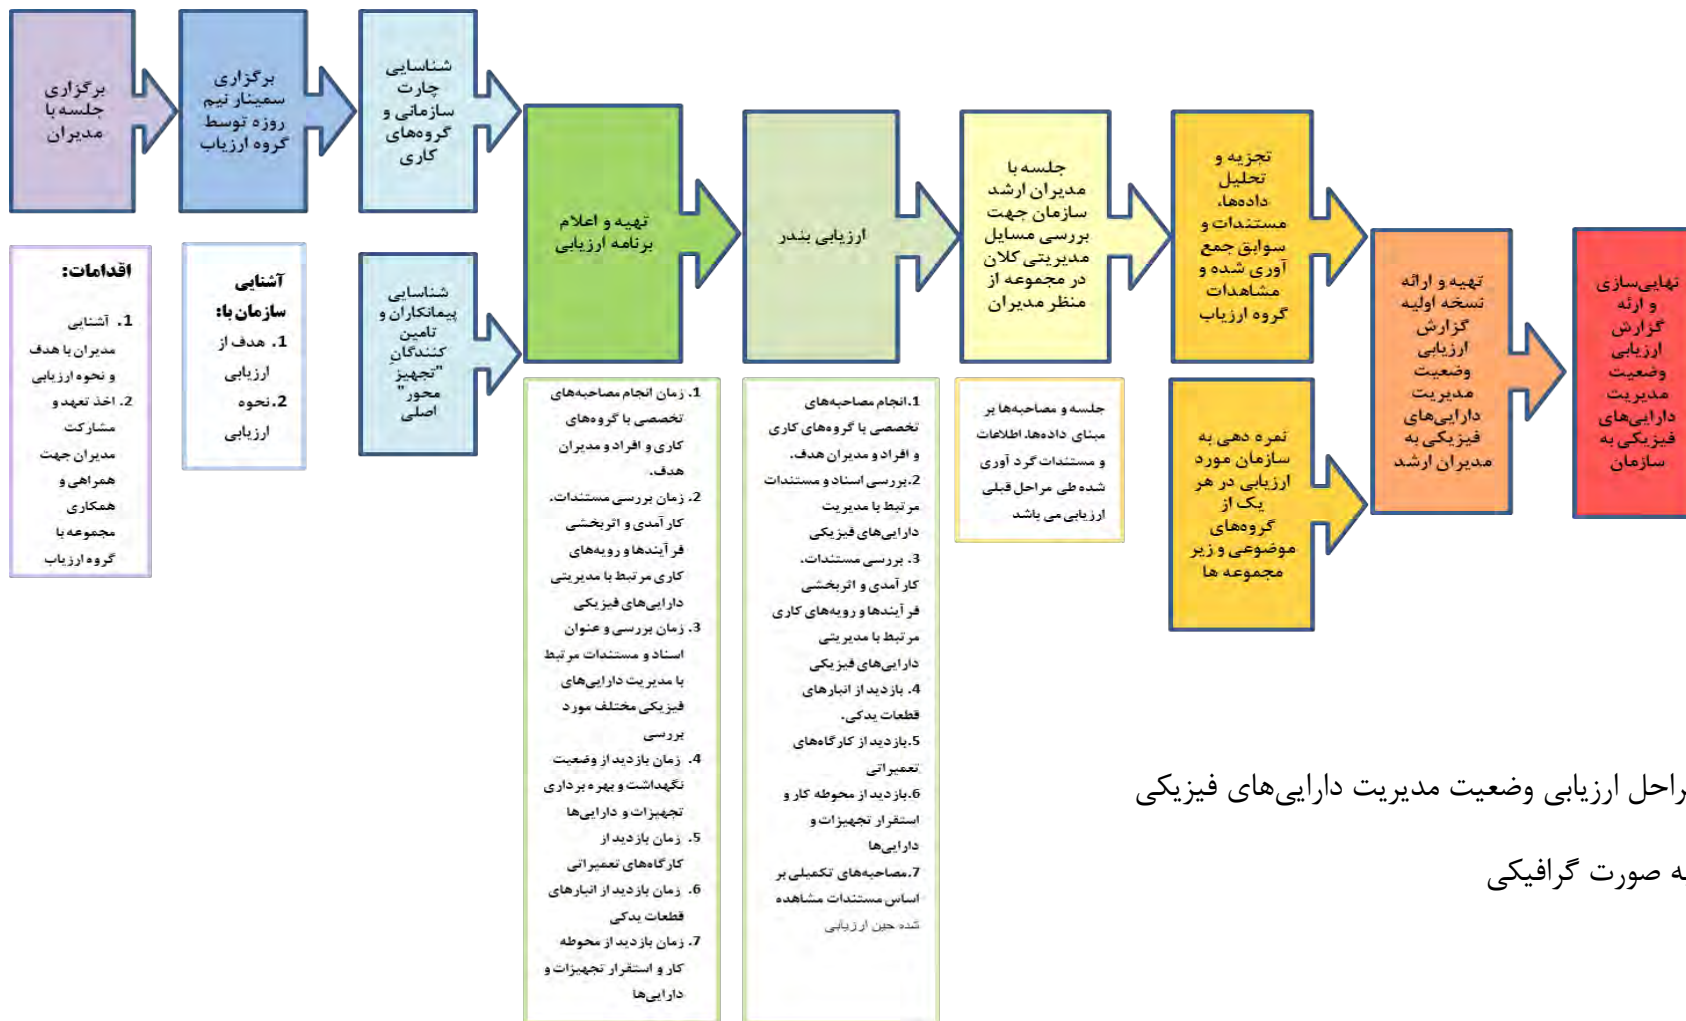 برگزاری
جلسه با
مدیران
برگزاری
سمینار نیم
روزه توسط
گروه ارزیاب
شناسایی
چارت
سازمانی و
گروه‌های
کاری
اقدامات:
1. آشنایی
مدیران با هدف
و نحوه ارزیابی
2. اخذ تعهد و
مشارکت
مدیران جهت
همراهی و
همکاری
مجموعه با
گروه ارزیاب
آشنایی
سازمان با:
1. هدف از
ارزیابی
2. نحوه
ارزیابی
شناسایی
پیمانکاران و
تامین
کنندگانِ
"تجهیز
محور"
اصلی
تهیه و اعلام
برنامه ارزیابی
1. زمان انجام مصاحبه‌های
تخصصی با گروه‌های
کاری و افراد و مدیران
هدف.
2. زمان بررسی مستندات.
کارآمدی و اثربخشی
فرآیندها و رویه‌های
کاری مرتبط با مدیریتی
دارایی‌های فیزیکی
3. زمان بررسی و عنوان
اسناد و مستندات مرتبط
با مدیریت دارایی‌های
فیزیکی مختلف مورد
بررسی
4. زمان بازدید از وضعیت
نگهداشت و بهره برداری
تجهیزات و دارایی‌ها
5. زمان بازدید از
کارگاه‌های تعمیراتی
6. زمان بازدید از انبارهای
قطعات یدکی
7. زمان بازدید از محوطه
کار و استقرار تجهیزات و
دارایی‌ها
ارزیابی بندر
1.انجام مصاحبه‌های
تخصصی با گروه‌های کاری
و افراد و مدیران هدف.
2.بررسی اسناد و مستندات
مرتبط با مدیریت
دارایی‌های فیزیکی
3. بررسی مستندات.
کارآمدی و اثربخشی
فرآیندها و رویه‌های کاری
مرتبط با مدیریتی
دارایی‌های فیزیکی
4. بازدید از انبارهای
قطعات یدکی.
5.بازدید از کارگاه‌های
تعمیراتی
6.بازدید از محوطه کار و
استقرار تجهیزات و
دارایی‌ها
7.مصاحبه‌های تکمیلی بر
اساس مستندات مشاهده
شده حین ارزیابی
جلسه با
مدیران ارشد
سازمان جهت
بررسی مسایل
مدیریتی کلان
در مجموعه از
منظر مدیران
جلسه و مصاحبه‌ها بر
مبنای داده‌ها، اطلاعات
و مستندات گرد آوری
شده طی مراحل قبلی
ارزیابی می باشد
تجزیه و
تحلیل
داده‌ها،
مستندات و
سوابق جمع
آوری شده و
مشاهدات
گروه ارزیاب
نمره دهی به
سازمان مورد
ارزیابی در هر
یک از
گروه‌های
موضوعی و زیر
مجموعه ها
تهیه و ارائه
نسخه اولیه
گزارش
ارزیابی
وضعیت
مدیریت
دارایی‌های
فیزیکی به
مدیران ارشد
نهایی‌سازی
و ارئه
گزارش
ارزیابی
وضعیت
مدیریت
دارایی‌های
فیزیکی به
سازمان
راحل ارزیابی وضعیت مدیریت دارایی‌های فیزیکی
ه صورت گرافیکی